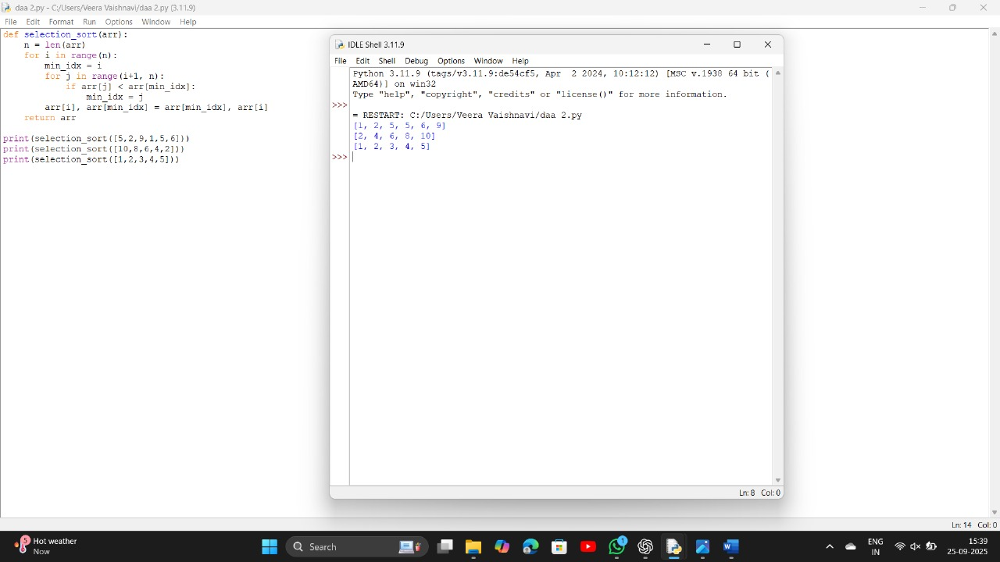 daa 2.py - C:/Users/Veera Vaishnavi/daa 2.py (3.11.9)
File Edit Format Run Options Window Help
def selection_sort(arr):
    n = len(arr)
    for i in range(n):
        min_idx = i
        for j in range(i+1, n):
            if arr[j] < arr[min_idx]:
                min_idx = j
        arr[i], arr[min_idx] = arr[min_idx], arr[i]
    return arr
print(selection_sort([5,2,9,1,5,6]))
print(selection_sort([10,8,6,4,2]))
print(selection_sort([1,2,3,4,5]))
IDLE Shell 3.11.9
File Edit Shell Debug Options Window Help
Python 3.11.9 (tags/v3.11.9:de54cf5, Apr  2 2024, 10:12:12) [MSC v.1938 64 bit (
AMD64)] on win32
Type "help", "copyright", "credits" or "license()" for more information.
>>>
= RESTART: C:/Users/Veera Vaishnavi/daa 2.py
[1, 2, 5, 5, 6, 9]
[2, 4, 6, 8, 10]
[1, 2, 3, 4, 5]
>>>
Ln: 8 Col: 0
Ln: 14 Col: 0
5 Hot weather
Now
Search
1
ENG
IN
15:39
25-09-2025